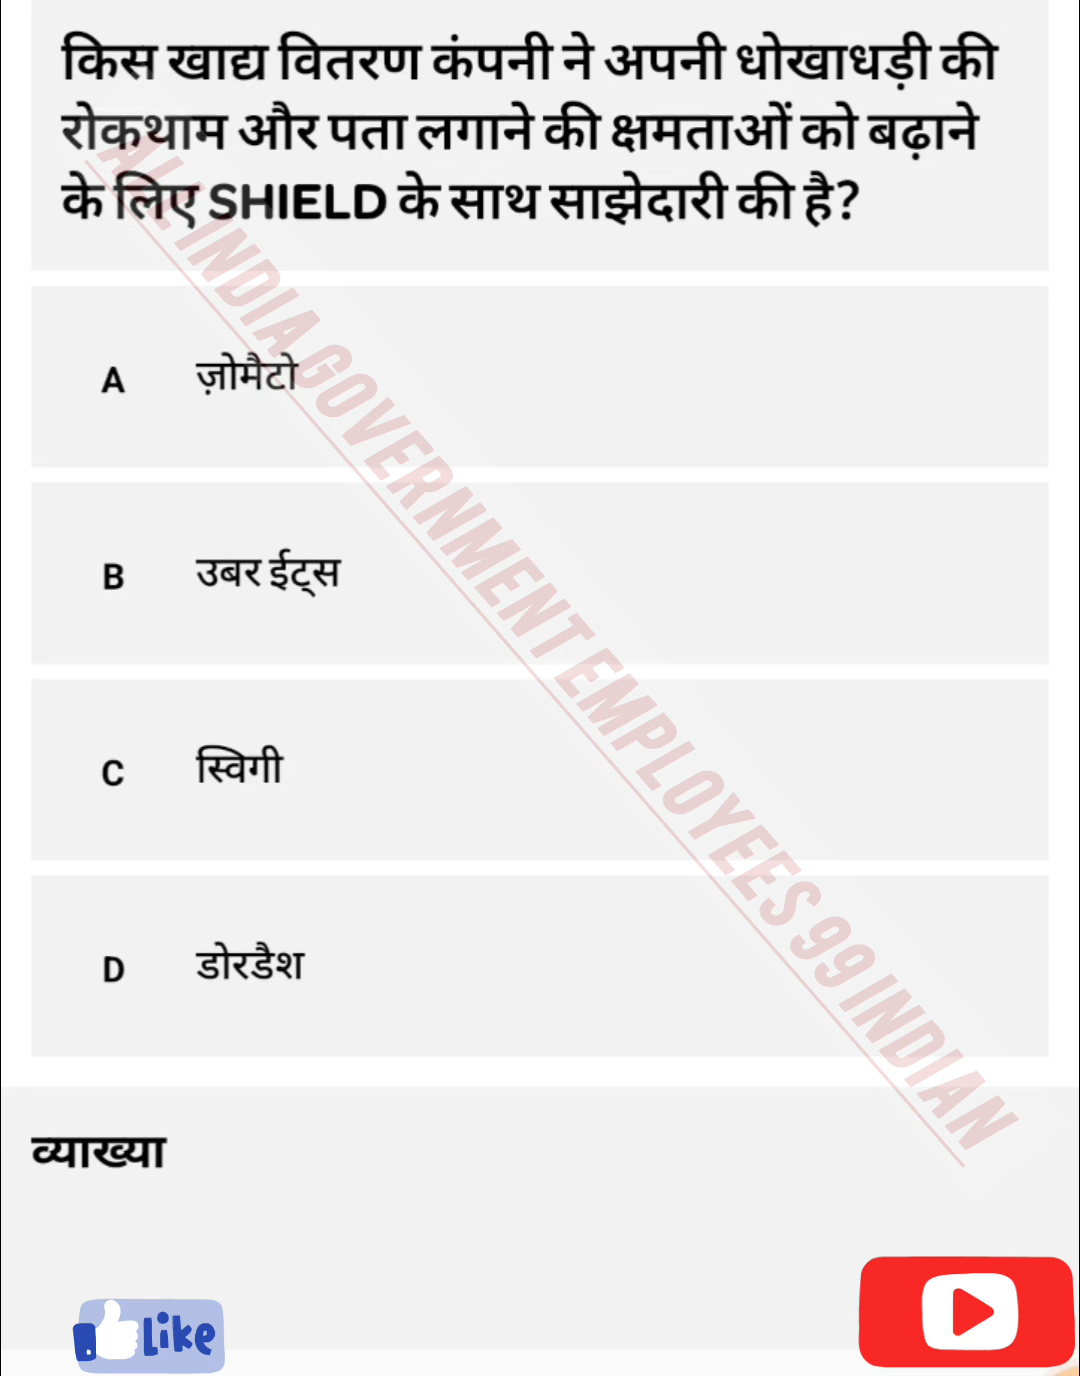 किस खाद्य वितरण कंपनी ने अपनी धोखाधड़ी की
रोकथाम और पता लगाने की क्षमताओं को बढ़ाने
के लिए SHIELD के साथ साझेदारी की है?
A ज़ोमैटो
B उबर ईट्स
C स्विगी
D डोरडैश
ALL INDIA GOVERNMENT EMPLOYEES 99 INDIAN
व्याख्या
Like